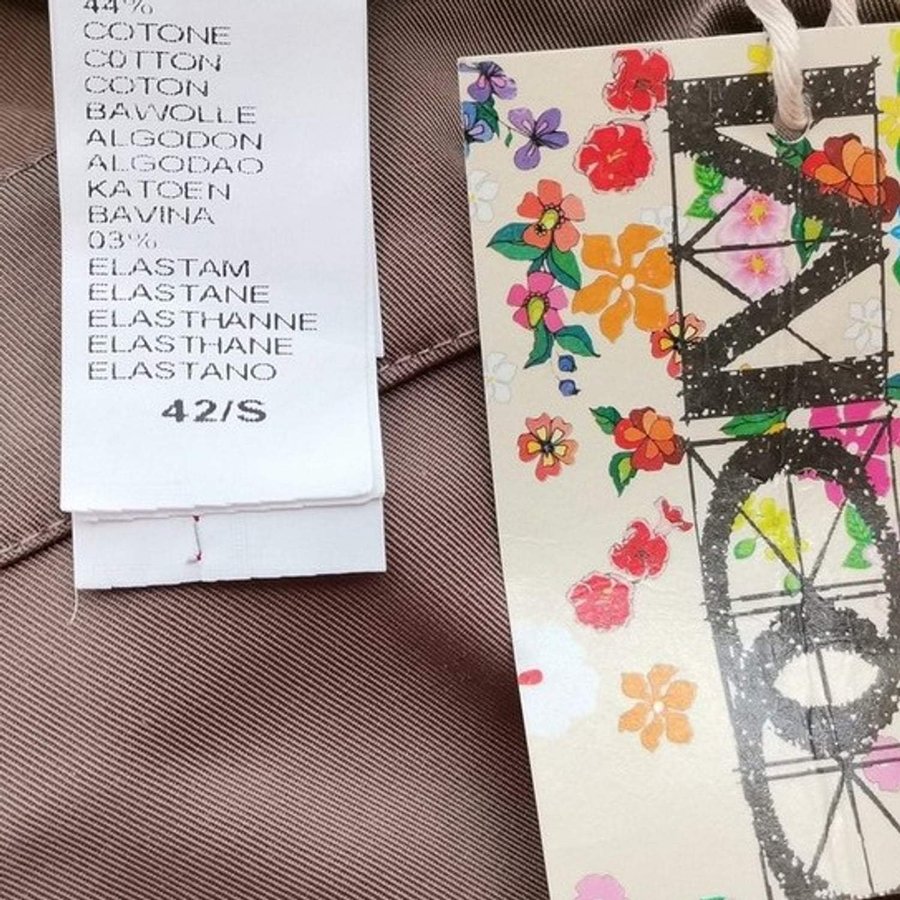 44%
COTONE
COTTON
COTON
BAWOLLE
ALGODON
ALGODAO
KATOEN
BAVINA
03%
ELASTAM
ELASTANE
ELASTHANNE
ELASTHANE
ELASTANO
42/S